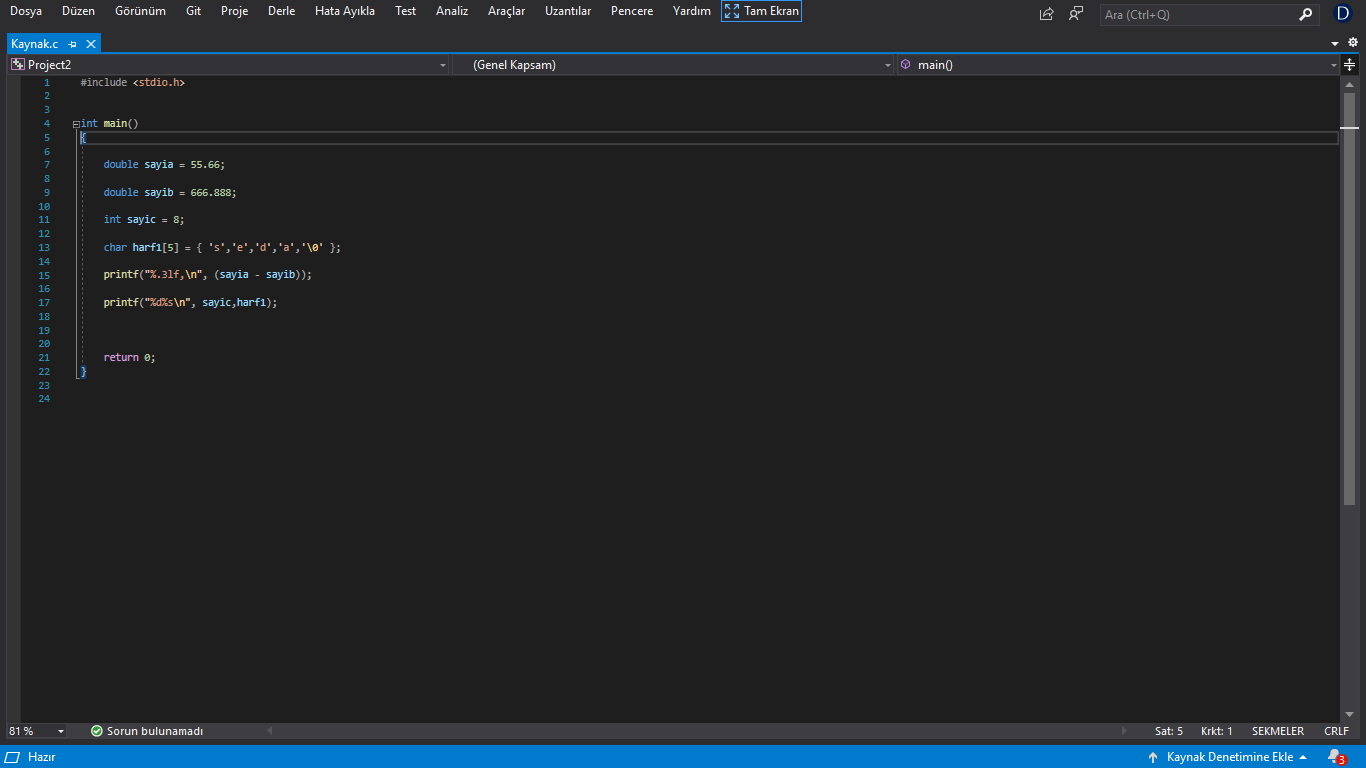 Dosya Düzen Görünüm Git Proje Derle Hata Ayıkla Test Analiz Araçlar Uzantılar Pencere Yardım Tam Ekran Ara (Ctrl+Q) D
Kaynak.c
Project2 (Genel Kapsam) main()
1 #include <stdio.h>
2
3
4 int main()
5 {
6
7 double sayia = 55.66;
8
9 double sayib = 666.888;
10
11 int sayic = 8;
12
13 char harf1[5] = { 's','e','d','a','\0' };
14
15 printf("%.3lf,\n", (sayia - sayib));
16
17 printf("%d%s\n", sayic,harf1);
18
19
20
21 return 0;
22 }
23
24
81 % Sorun bulunamadı Sat: 5 Krkt: 1 SEKMELER CRLF
Hazır Kaynak Denetimine Ekle 3